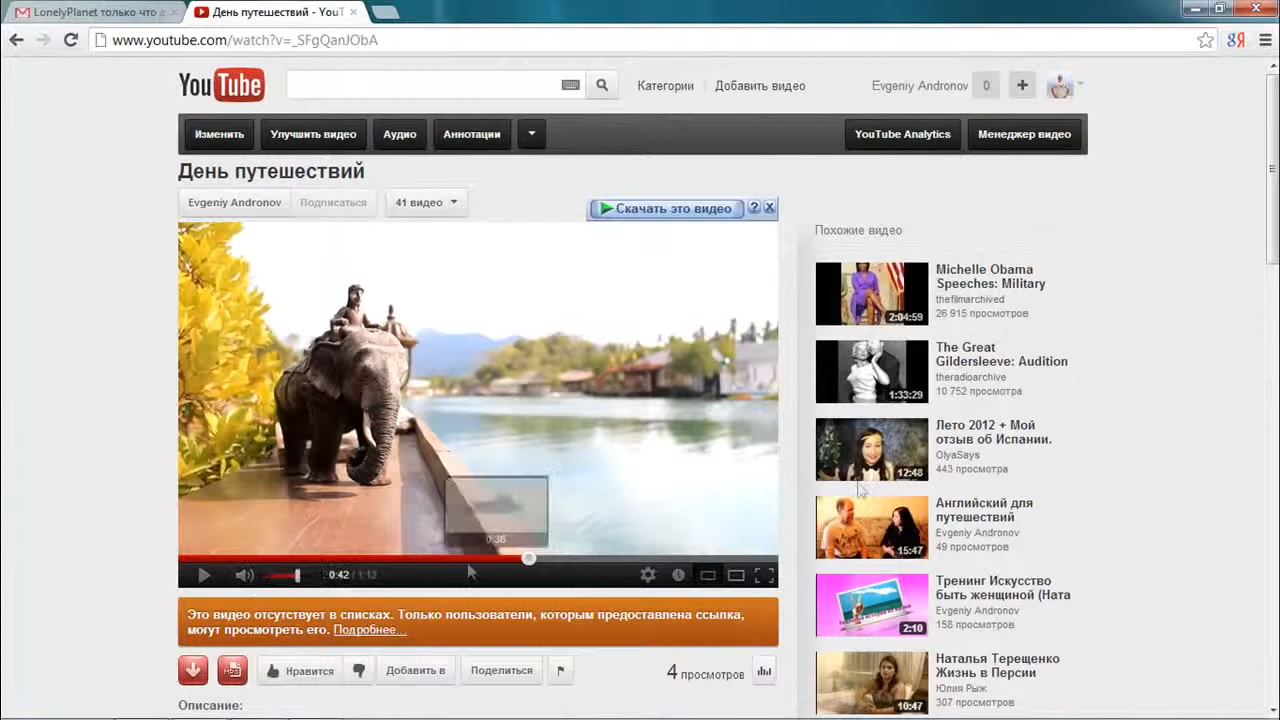 LonelyPlanet только что
День путешествий - YouT
www.youtube.com/watch?v=_SFgQanJObA
YouTube
Категории
Добавить видео
Evgeniy Andronov
0
Изменить
Улучшить видео
Аудио
Аннотации
YouTube Analytics
Менеджер видео
День путешествий
Evgeniy Andronov
Подписаться
41 видео
Скачать это видео
0:36
0:42 / 1:13
Это видео отсутствует в списках. Только пользователи, которым предоставлена ссылка,
могут просмотреть его. Подробнее...
MP3
Нравится
Добавить в
Поделиться
4 просмотров
Описание:
Похожие видео
2:04:59
Michelle Obama
Speeches: Military
thefilmarchived
26 915 просмотров
1:33:29
The Great
Gildersleeve: Audition
theradioarchive
10 752 просмотра
12:48
Лето 2012 + Мой
отзыв об Испании.
OlyaSays
443 просмотра
15:47
Английский для
путешествий
Evgeniy Andronov
49 просмотров
2:10
Тренинг Искусство
быть женщиной (Ната
Evgeniy Andronov
158 просмотров
10:47
Наталья Терещенко
Жизнь в Персии
Юлия Рыж
307 просмотров